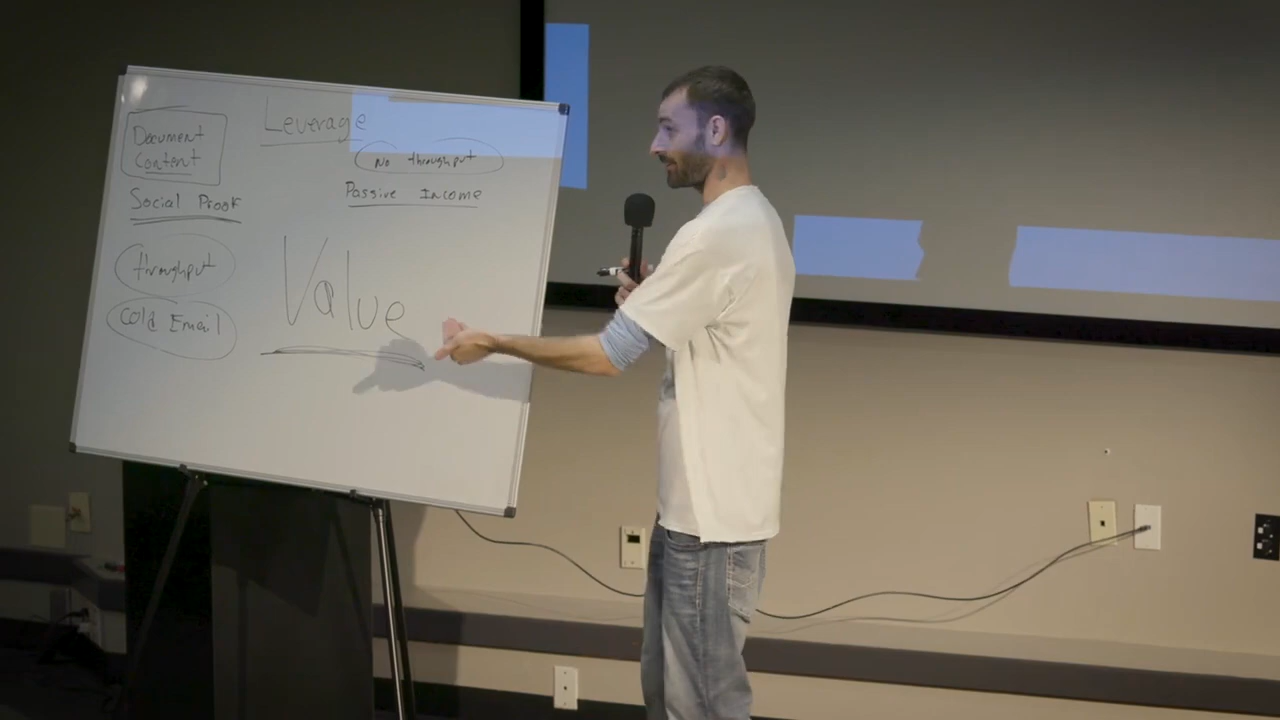 Document
Content
Social Proof
throughput
Cold Email
Leverage
No throughput
Passive Income
Value